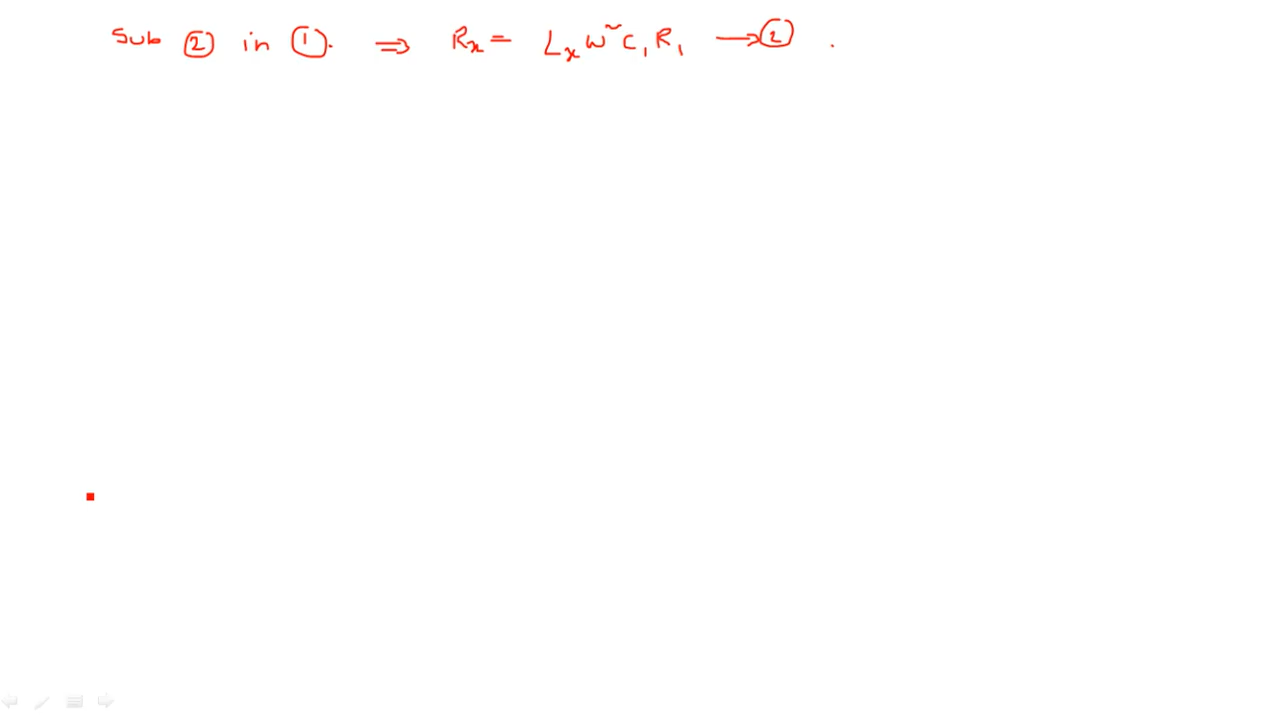 Sub ② in ①. ⇒ Rₓ = Lₓ ω˜ C₁ R₁ ⟶ ② .